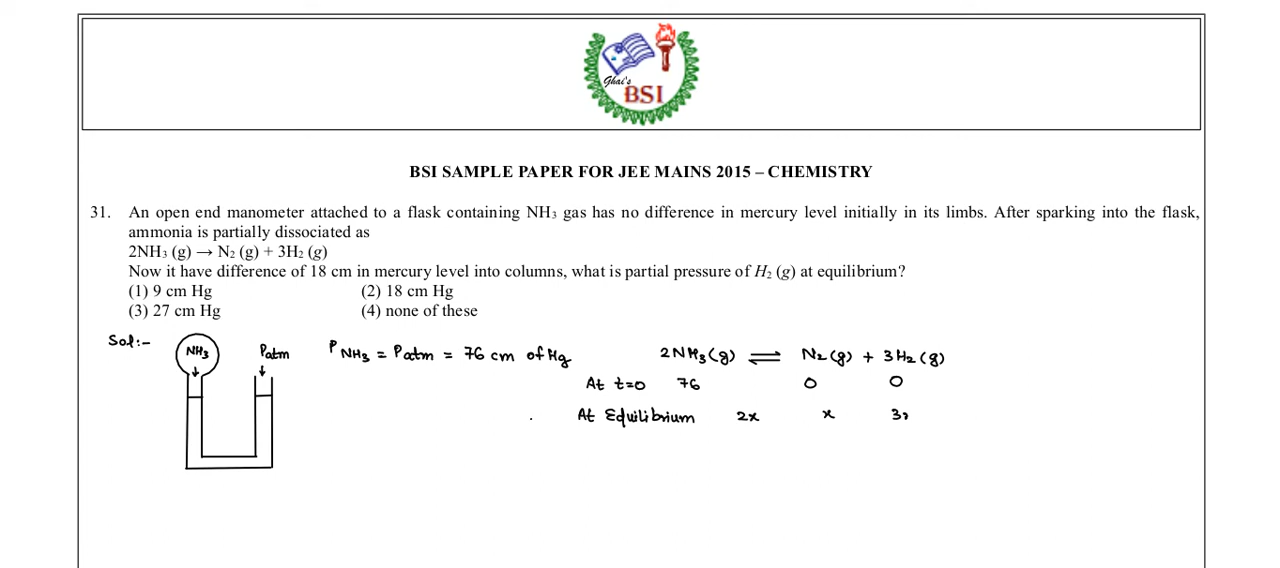 Ghai's
BSI
BSI SAMPLE PAPER FOR JEE MAINS 2015 – CHEMISTRY
31. An open end manometer attached to a flask containing NH₃ gas has no difference in mercury level initially in its limbs. After sparking into the flask,
ammonia is partially dissociated as
2NH₃ (g) → N₂ (g) + 3H₂ (g)
Now it have difference of 18 cm in mercury level into columns, what is partial pressure of H₂ (g) at equilibrium?
(1) 9 cm Hg (2) 18 cm Hg
(3) 27 cm Hg (4) none of these
Sol:-
NH₃ Patm P NH₃ = Patm = 76 cm of Hg 2NH₃(g) ⇌ N₂(g) + 3H₂(g)
At t=0 76 0 0
At Equilibrium 2x x 3